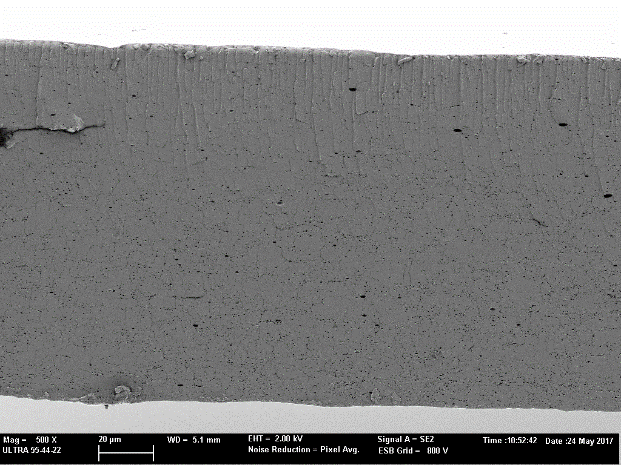 Mag = 500 X 20 µm WD = 5.1 mm EHT = 2.00 kV Signal A = SE2 Time :10:52:42 Date :24 May 2017
ULTRA 55-44-22 Noise Reduction = Pixel Avg. ESB Grid = 800 V